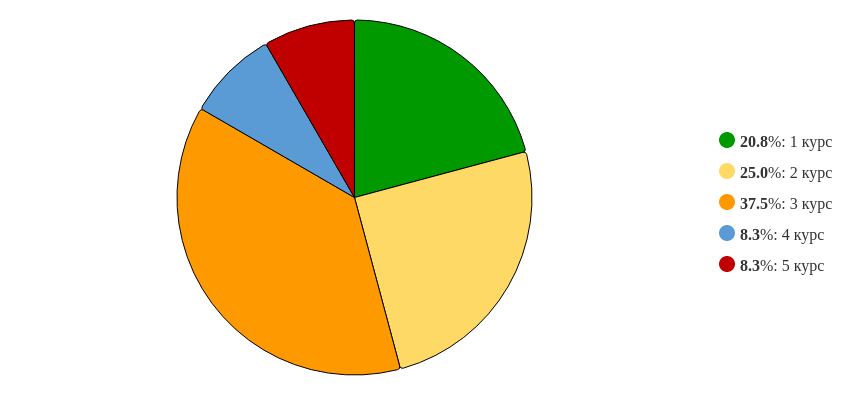 20.8%: 1 курс
25.0%: 2 курс
37.5%: 3 курс
8.3%: 4 курс
8.3%: 5 курс